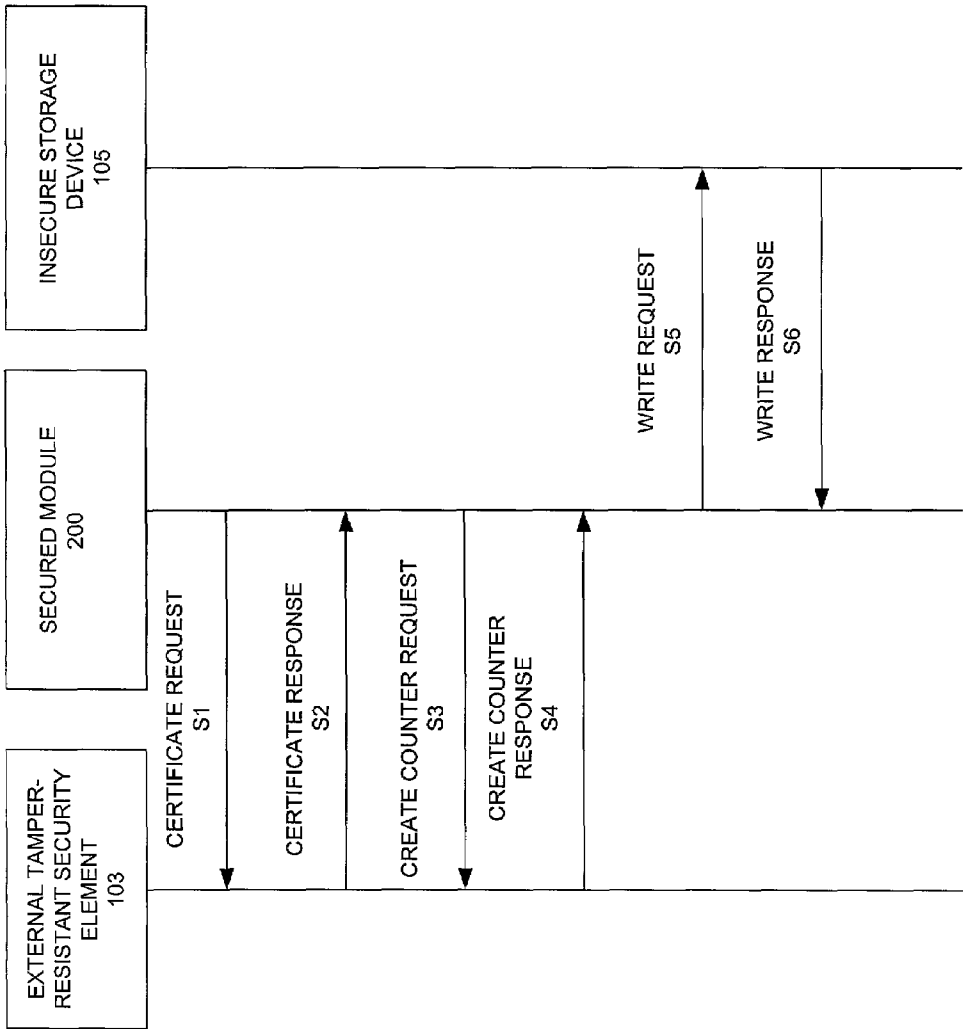 EXTERNAL TAMPER-
RESISTANT SECURITY
ELEMENT
103
SECURED MODULE
200
INSECURE STORAGE
DEVICE
105
CERTIFICATE REQUEST
S1
CERTIFICATE RESPONSE
S2
CREATE COUNTER REQUEST
S3
CREATE COUNTER
RESPONSE
S4
WRITE REQUEST
S5
WRITE RESPONSE
S6